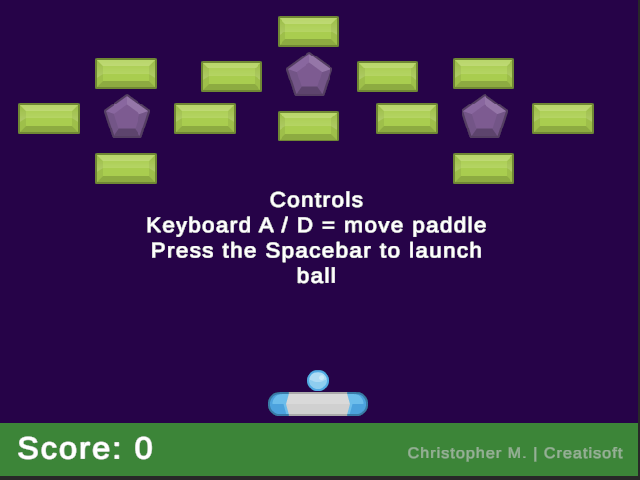 Controls
Keyboard A / D = move paddle
Press the Spacebar to launch
ball
Score: 0
Christopher M. | Creatisoft